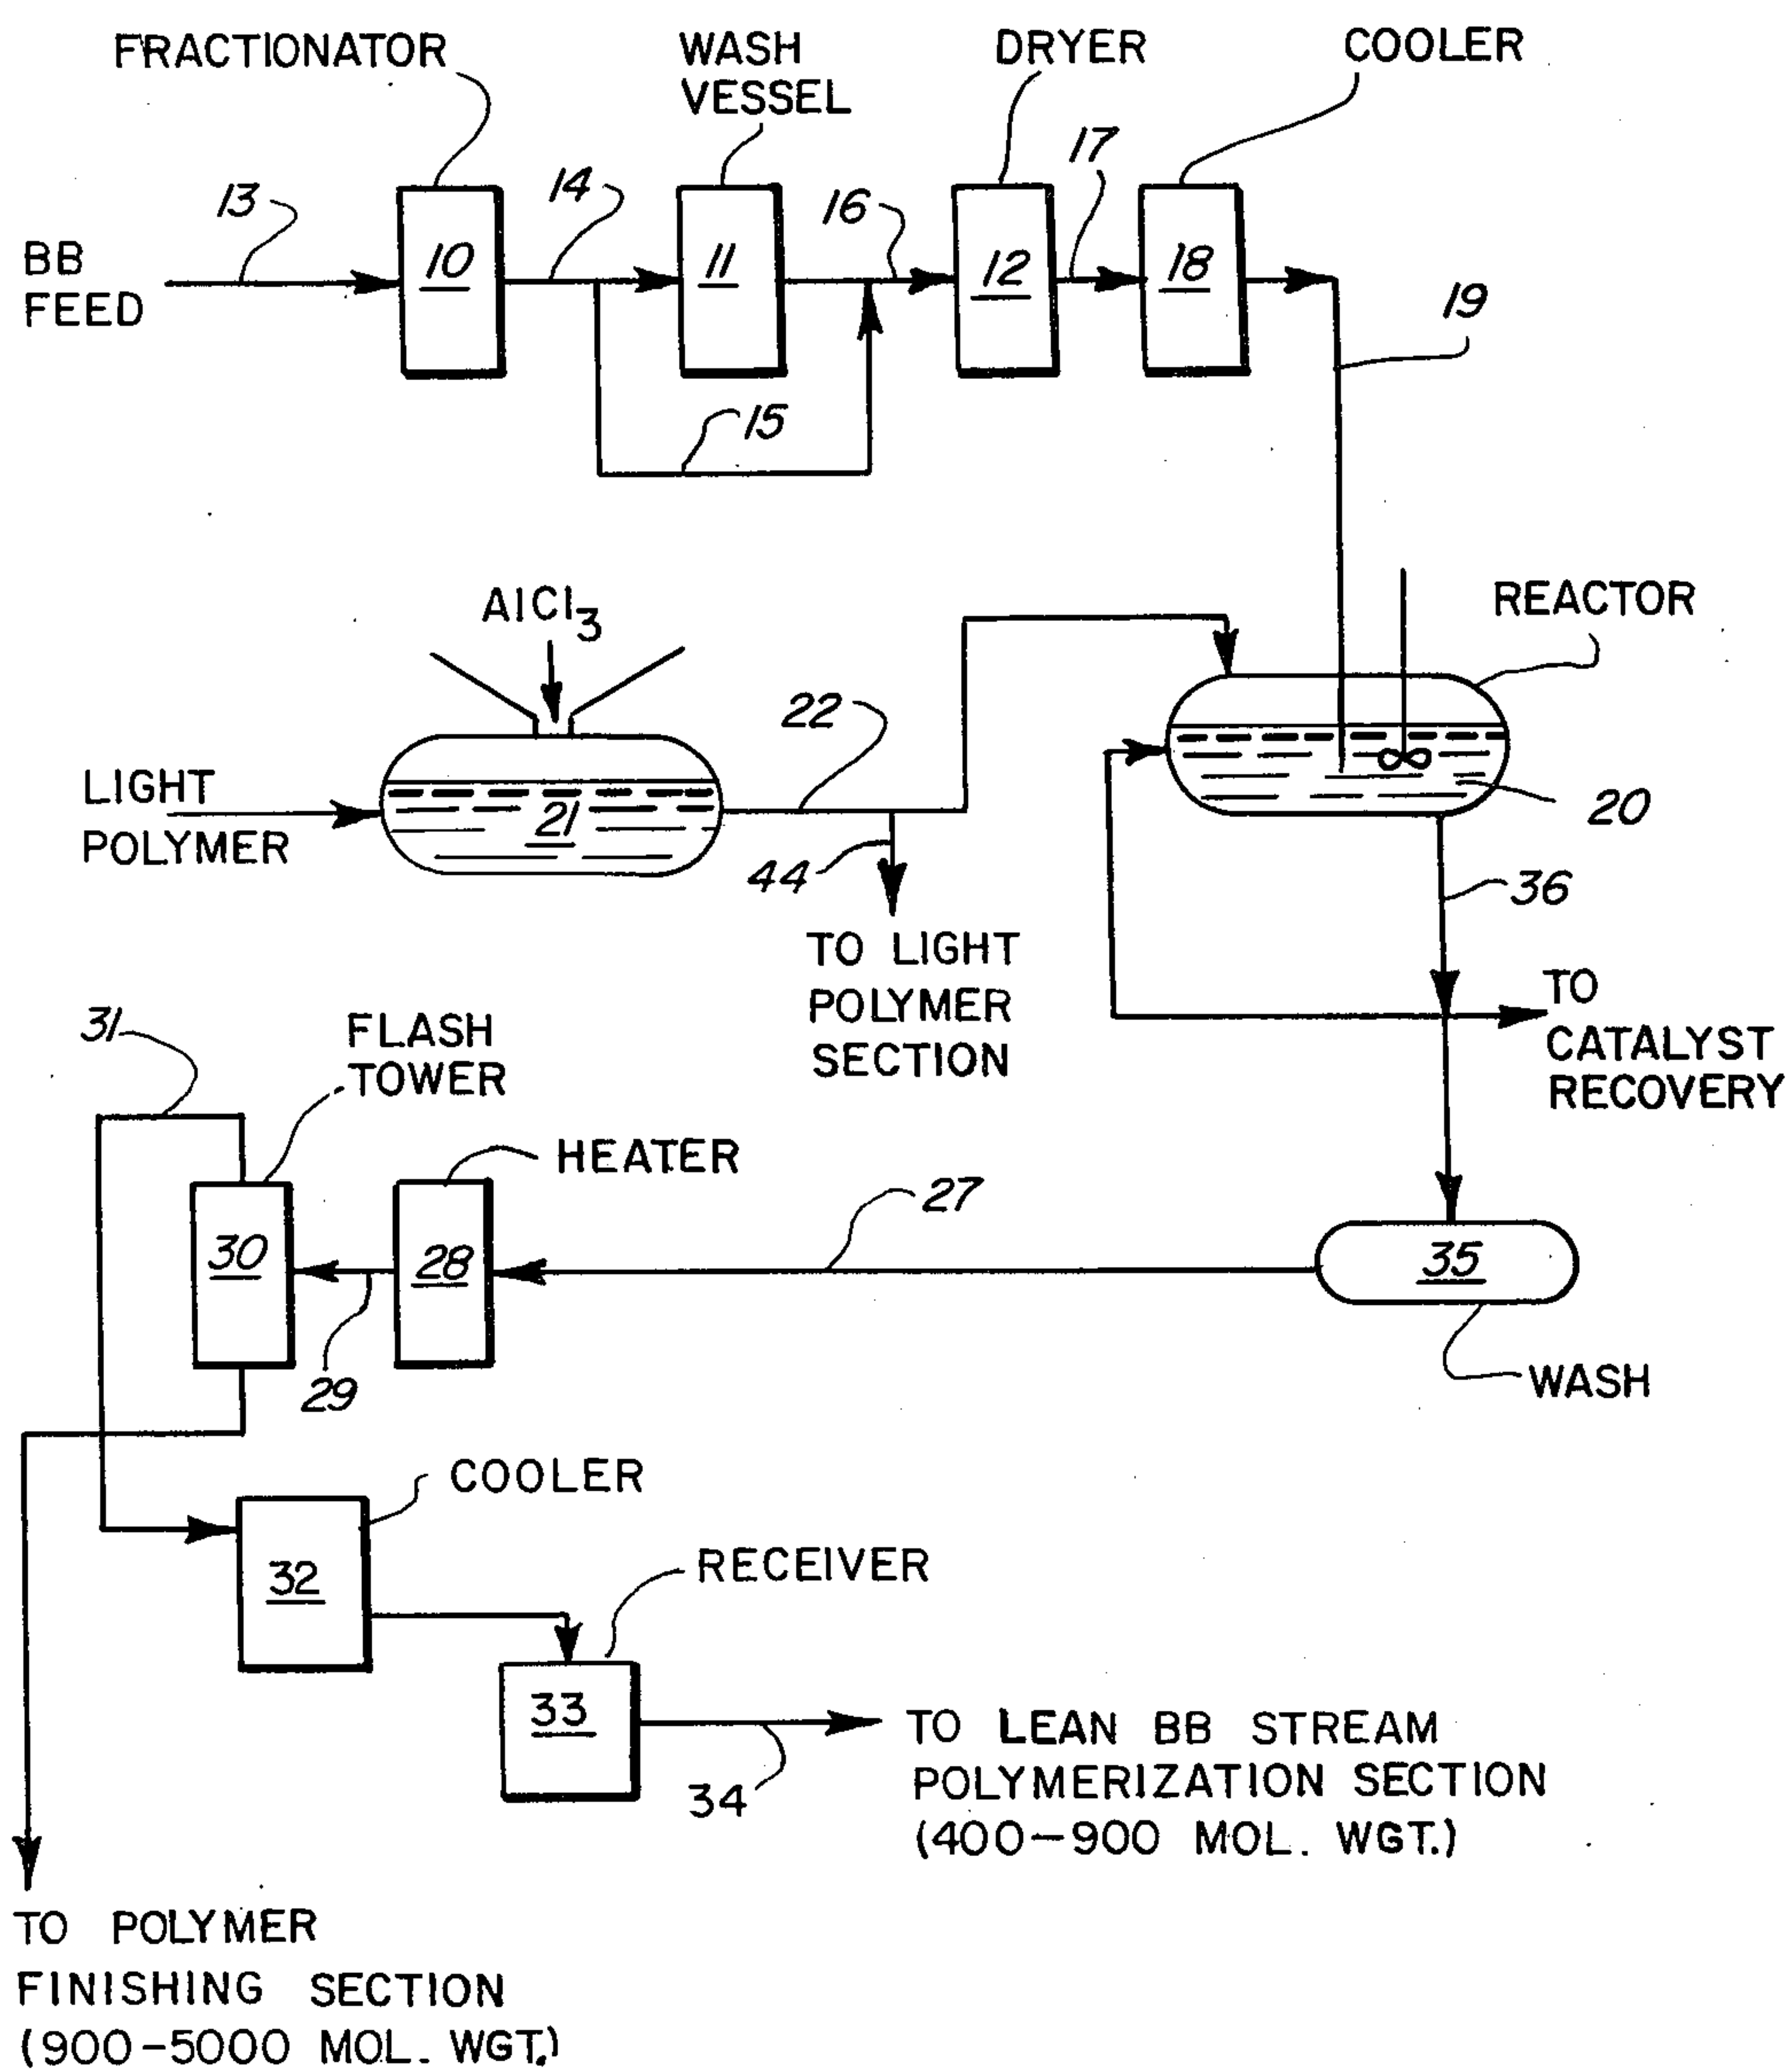 FRACTIONATOR
WASH
VESSEL
DRYER
COOLER
13
14
16
17
BB
FEED
10
11
12
18
19
15
AlCl3
REACTOR
22
LIGHT
POLYMER
21
20
44
36
TO LIGHT
POLYMER
SECTION
TO
CATALYST
RECOVERY
31
FLASH
TOWER
HEATER
27
30
28
35
29
WASH
COOLER
32
RECEIVER
33
34
TO LEAN BB STREAM
POLYMERIZATION SECTION
(400-900 MOL. WGT.)
TO POLYMER
FINISHING SECTION
(900-5000 MOL. WGT.)